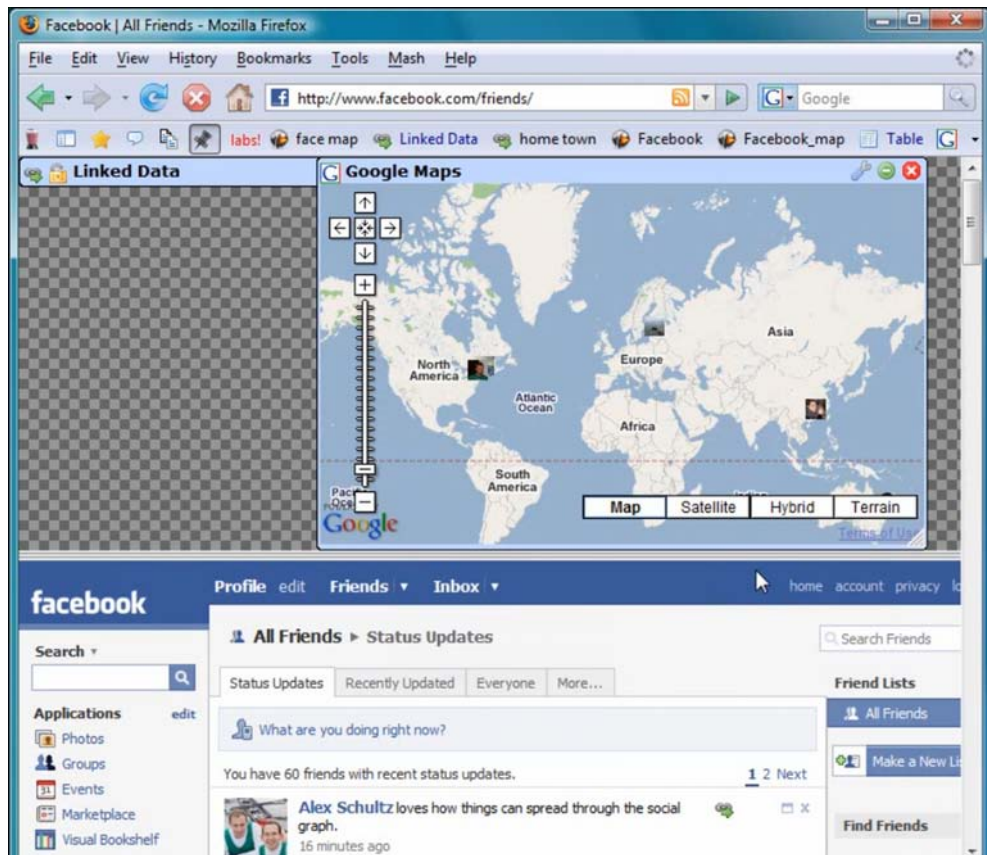 Facebook | All Friends - Mozilla Firefox
File Edit View History Bookmarks Tools Mash Help
http://www.facebook.com/friends/
G Google
labs! face map Linked Data home town Facebook Facebook_map Table G
Linked Data
G Google Maps
North America
Atlantic Ocean
Europe
Asia
Africa
South America
Map Satellite Hybrid Terrain
Google
Terms of Use
facebook
Profile edit Friends Inbox
home account privacy
All Friends ▸ Status Updates
Search Friends
Search
Status Updates Recently Updated Everyone More...
Friend Lists
Applications edit
All Friends
What are you doing right now?
Photos
Groups
Make a New
You have 60 friends with recent status updates.
1 2 Next
Events
Marketplace
Visual Bookshelf
Alex Schultz loves how things can spread through the social
graph.
16 minutes ago
Find Friends